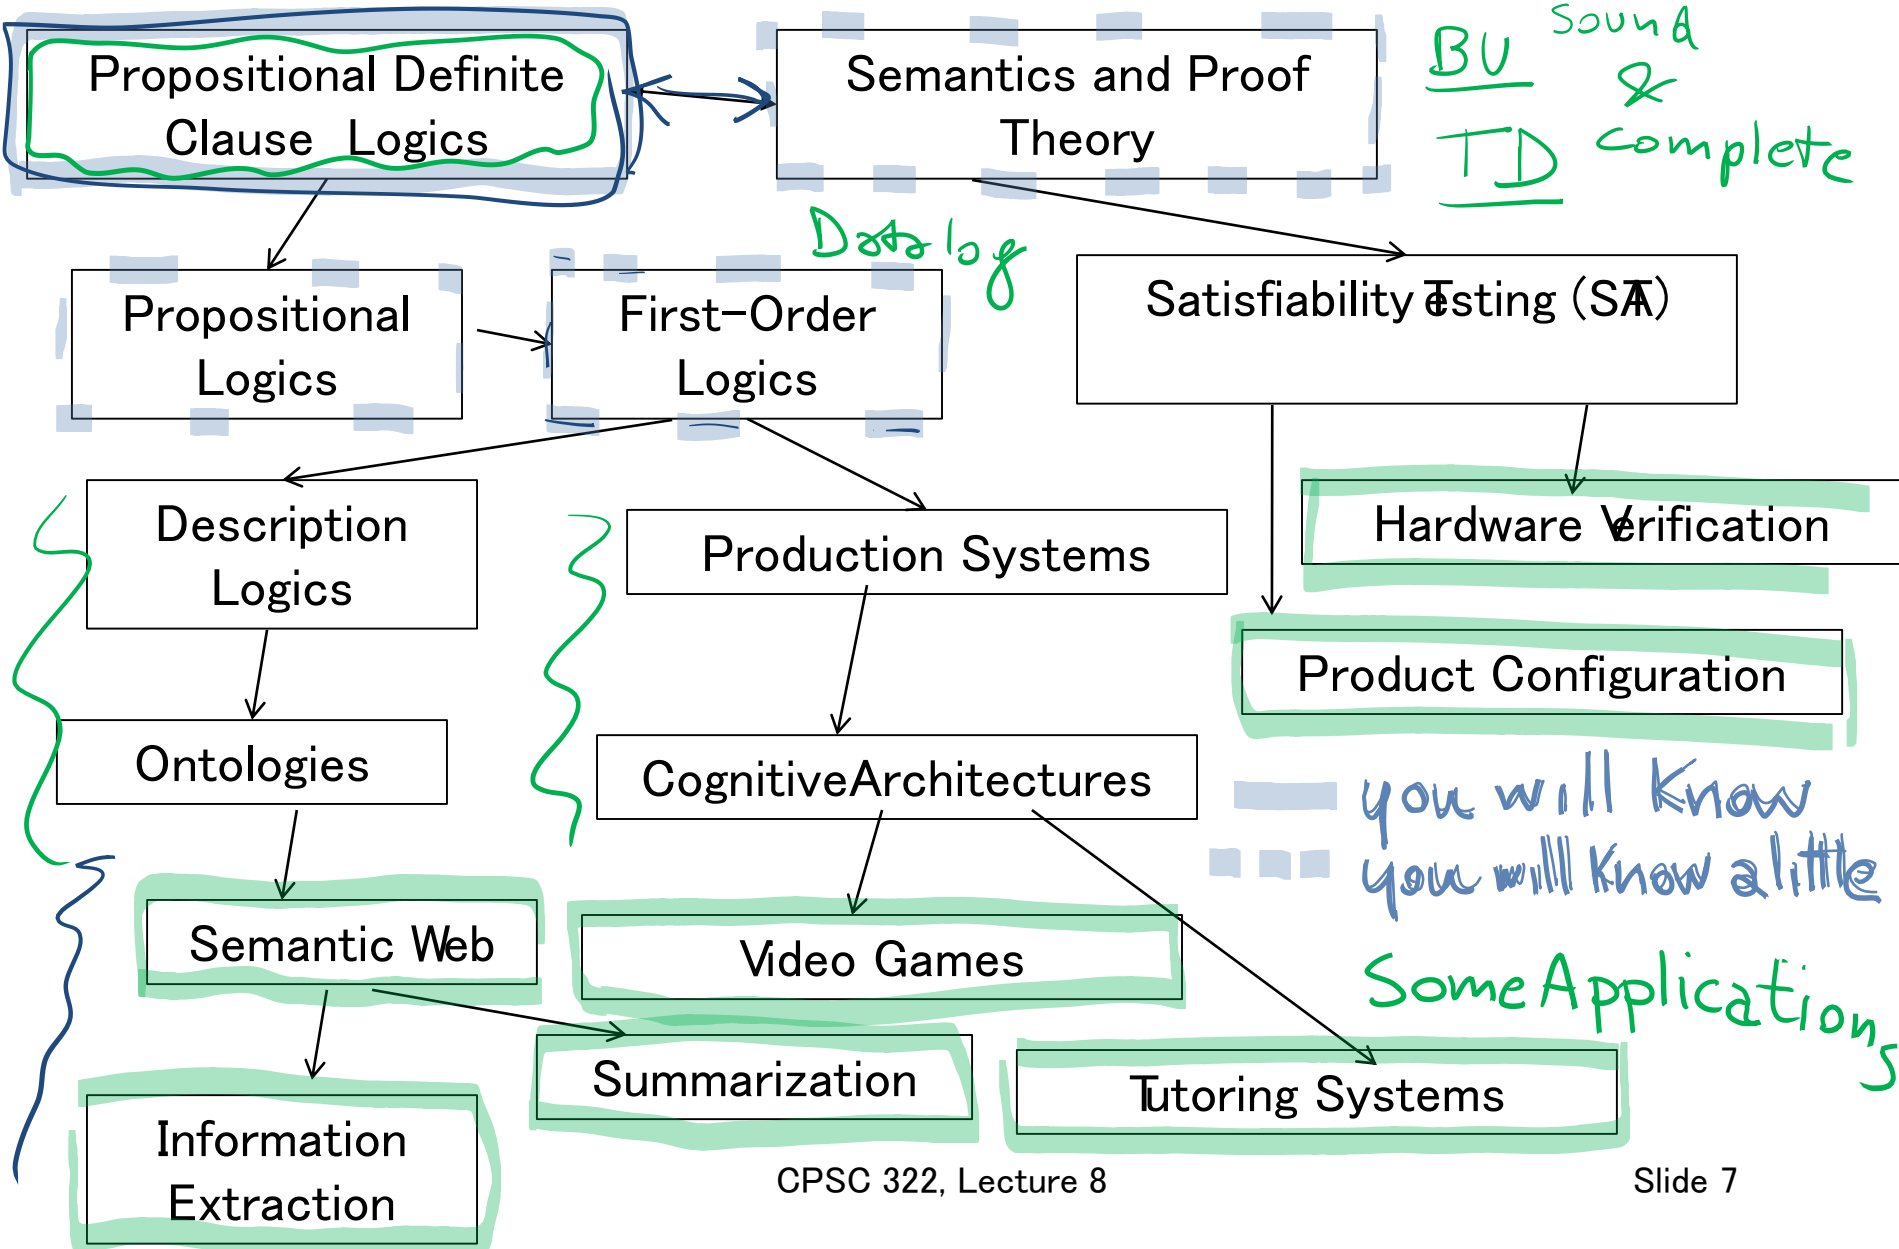 Propositional Definite
Clause Logics
Semantics and Proof
Theory
BU
Sound
&
TD
complete
Datalog
Propositional
Logics
First-Order
Logics
Satisfiability Testing (SAT)
Description
Logics
Production Systems
Hardware Verification
Product Configuration
Ontologies
CognitiveArchitectures
you will know
you will know a little
Semantic Web
Video Games
Some Applications
Summarization
Tutoring Systems
Information
Extraction
CPSC 322, Lecture 8
Slide 7